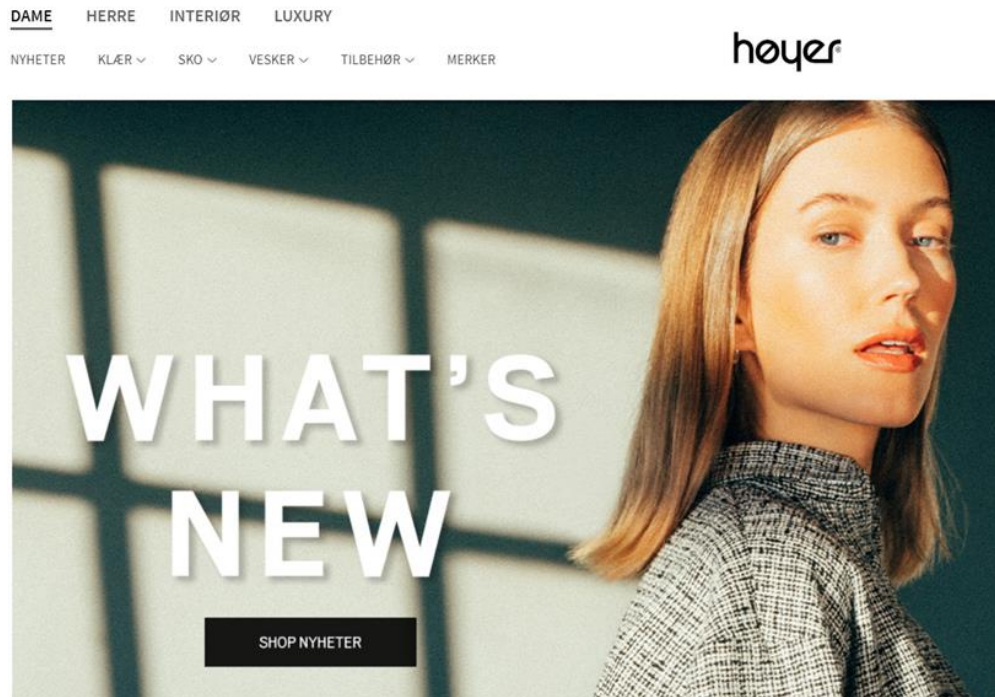 DAME HERRE INTERIØR LUXURY
NYHETER KLÆR SKO VESKER TILBEHØR MERKER
høyer
WHAT'S
NEW
SHOP NYHETER